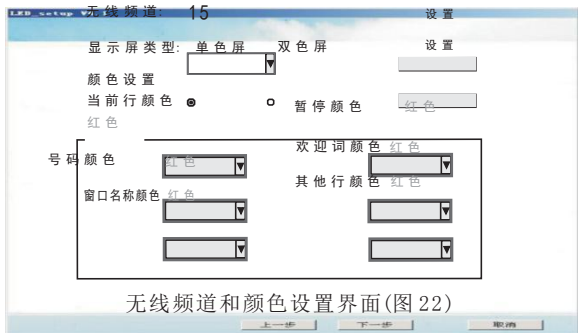 LED_setup V
无线频道: 15 设置
显示屏类型: 单色屏 双色屏 设置
颜色设置
当前行颜色 暂停颜色 红色
红色
欢迎词颜色 红色
号码颜色 红色
其他行颜色 红色
窗口名称颜色 红色
无线频道和颜色设置界面(图22)
上一步 下一步 取消